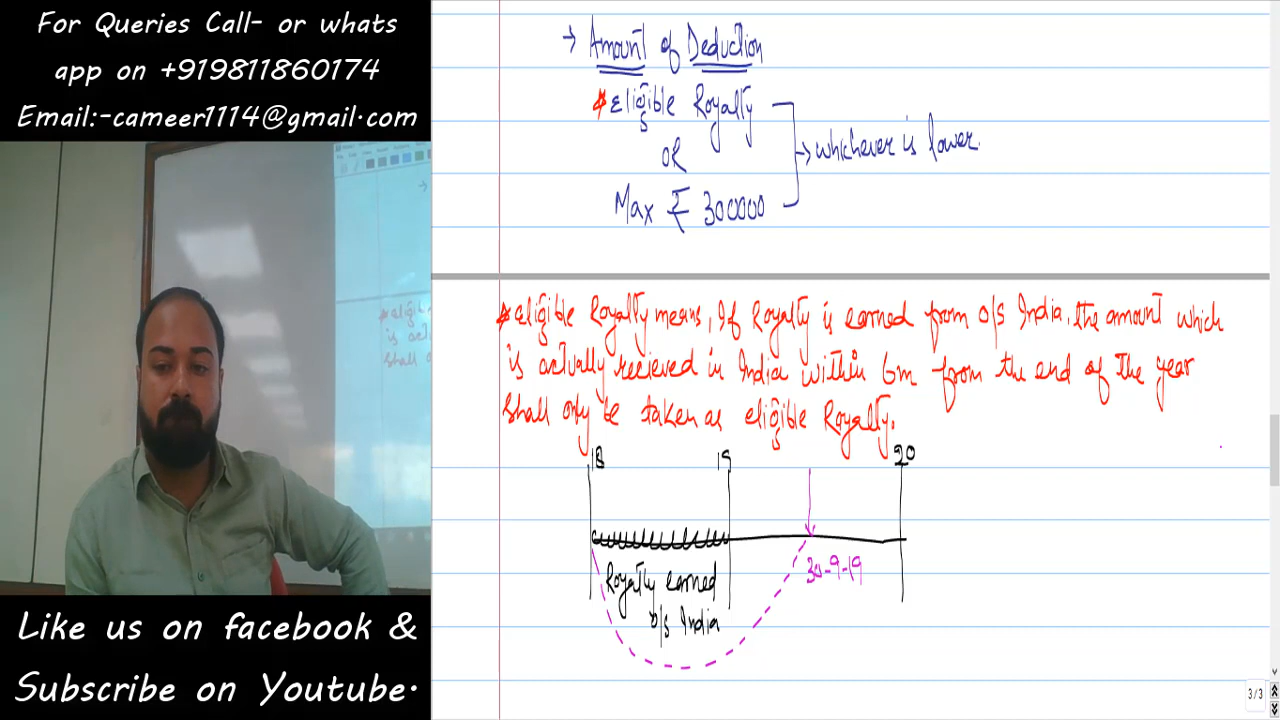 For Queries Call- or whats
app on +919811860174
Email:-cameer1114@gmail.com
→ Amount of Deduction
*Eligible Royalty
OR
Max ₹ 300000
→ whichever is lower.
*Eligible Royalty means, If Royalty is earned from o/s India, the amount which
is actually recieved in India within 6m from the end of the year
shall only be taken as eligible Royalty.
18 19 20
30-9-19
Royalty earned
o/s India
Like us on facebook &
Subscribe on Youtube.
3/3